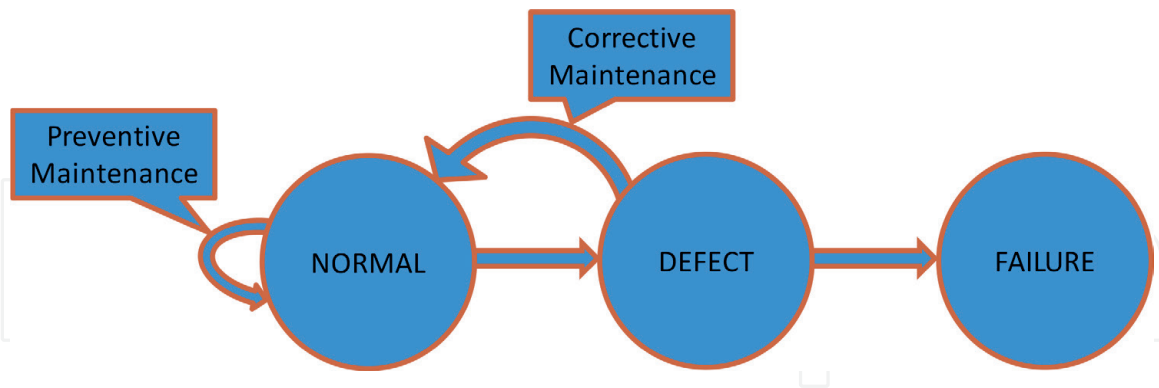 Corrective
Maintenance
Preventive
Maintenance
NORMAL
DEFECT
FAILURE